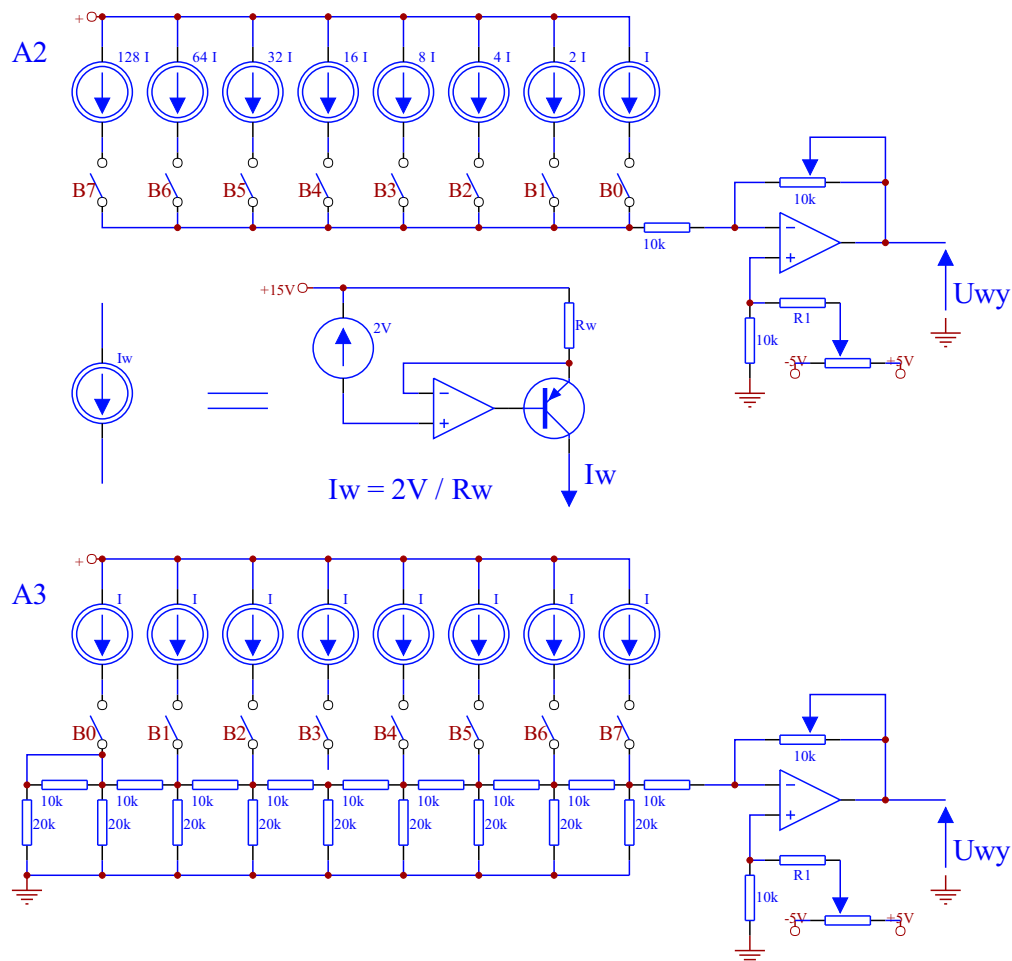 +
A2
128 I 64 I 32 I 16 I 8 I 4 I 2 I I
B7 B6 B5 B4 B3 B2 B1 B0
10k
10k
−
+
Uwy
R1
10k
-5V +5V
+15V
2V
Rw
Iw
−
+
Iw
Iw = 2V / Rw
+
A3
I I I I I I I I
B0 B1 B2 B3 B4 B5 B6 B7
10k 10k 10k 10k 10k 10k 10k 10k 10k
20k 20k 20k 20k 20k 20k 20k 20k 20k
10k
−
+
Uwy
R1
10k
-5V +5V